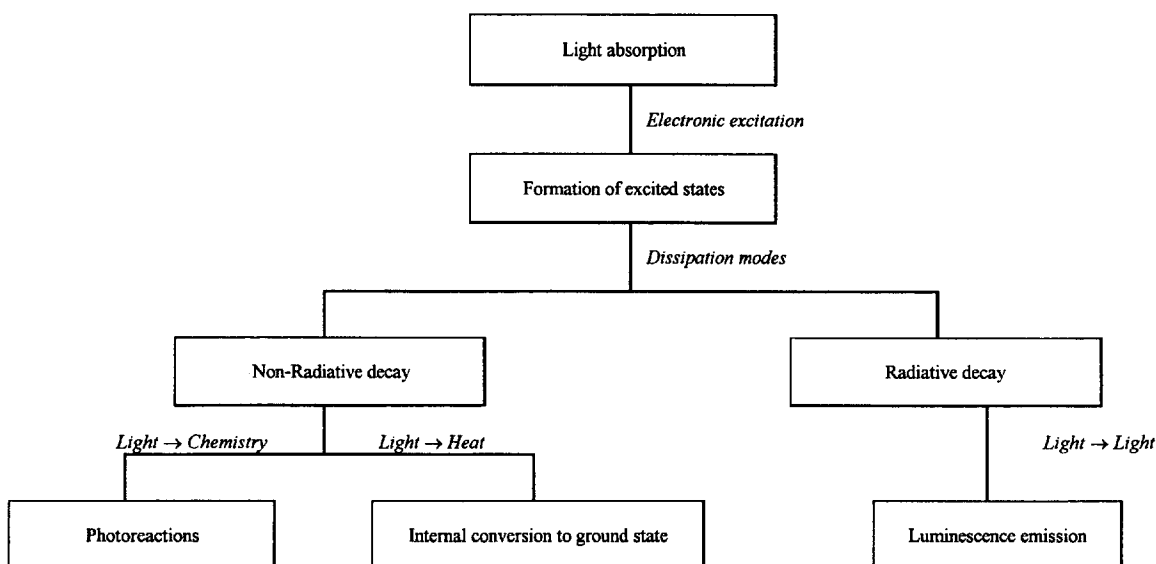 Light absorption
Electronic excitation
Formation of excited states
Dissipation modes
Non-Radiative decay
Radiative decay
Light → Chemistry
Light → Heat
Light → Light
Photoreactions
Internal conversion to ground state
Luminescence emission